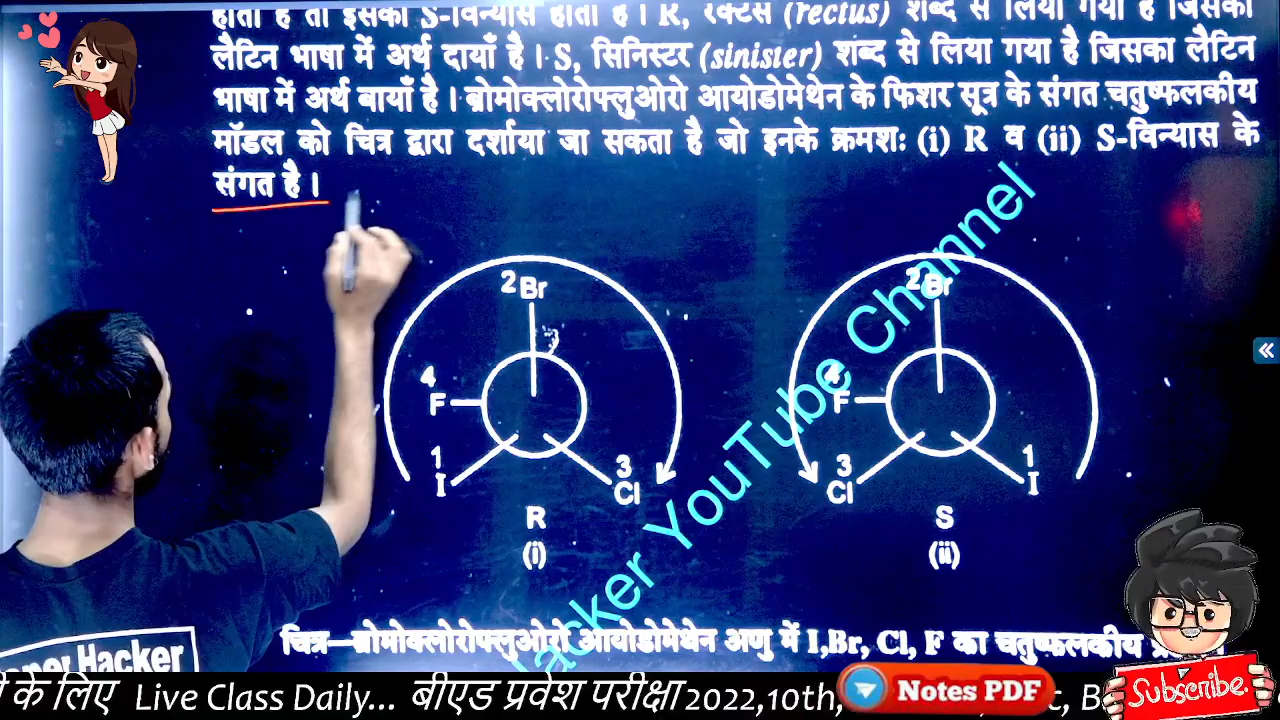 होता है तो इसका S-विन्यास होता है। R, रेक्टस (rectus) शब्द से लिया गया है जिसका
लैटिन भाषा में अर्थ दायाँ है। S, सिनिस्टर (sinister) शब्द से लिया गया है जिसका लैटिन
भाषा में अर्थ बायाँ है। ब्रोमोक्लोरोफ्लुओरो आयोडोमेथेन के फिशर सूत्र के संगत चतुष्फलकीय
मॉडल को चित्र द्वारा दर्शाया जा सकता है जो इनके क्रमशः (i) R व (ii) S-विन्यास के
संगत है।
2 Br
4
F
1
I
3
Cl
R
(i)
2 Br
4
F
3
Cl
1
I
S
(ii)
Hacker YouTube Channel
चित्र—ब्रोमोक्लोरोफ्लुओरो आयोडोमेथेन अणु में I,Br, Cl, F का चतुष्फलकीय
Hacker
के लिए Live Class Daily... बीएड प्रवेश परीक्षा 2022,10th,
Notes PDF
Subscribe.